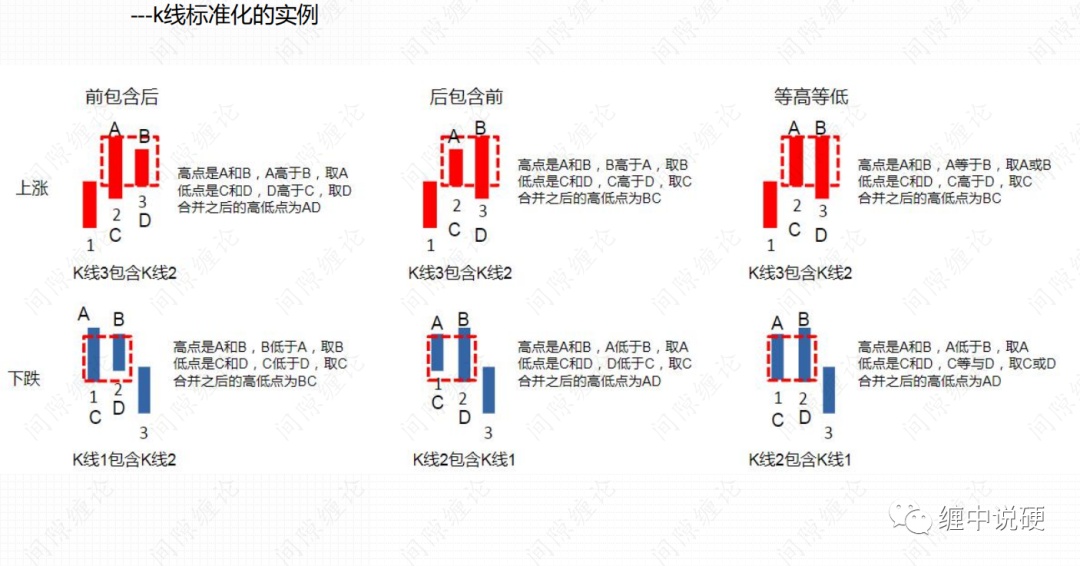 ---k线标准化的实例
前包含后
后包含前
等高等低
上涨
A
B
1
2
C
3
D
高点是A和B，A高于B，取A
低点是C和D，D高于C，取D
合并之后的高低点为AD
K线3包含K线2
A
B
1
2
C
3
D
高点是A和B，B高于A，取B
低点是C和D，C高于D，取C
合并之后的高低点为BC
K线3包含K线2
A
B
1
2
C
3
D
高点是A和B，A等于B，取A或B
低点是C和D，C高于D，取C
合并之后的高低点为BC
K线3包含K线2
下跌
A
B
1
C
2
D
3
高点是A和B，B低于A，取B
低点是C和D，C低于D，取C
合并之后的高低点为BC
K线1包含K线2
A
B
1
C
2
D
3
高点是A和B，A低于B，取A
低点是C和D，D低于C，取C
合并之后的高低点为AD
K线2包含K线1
A
B
1
C
2
D
3
高点是A和B，A低于B，取A
低点是C和D，C等与D，取C或D
合并之后的高低点为AD
K线2包含K线1
缠中说硬
间隙缠论